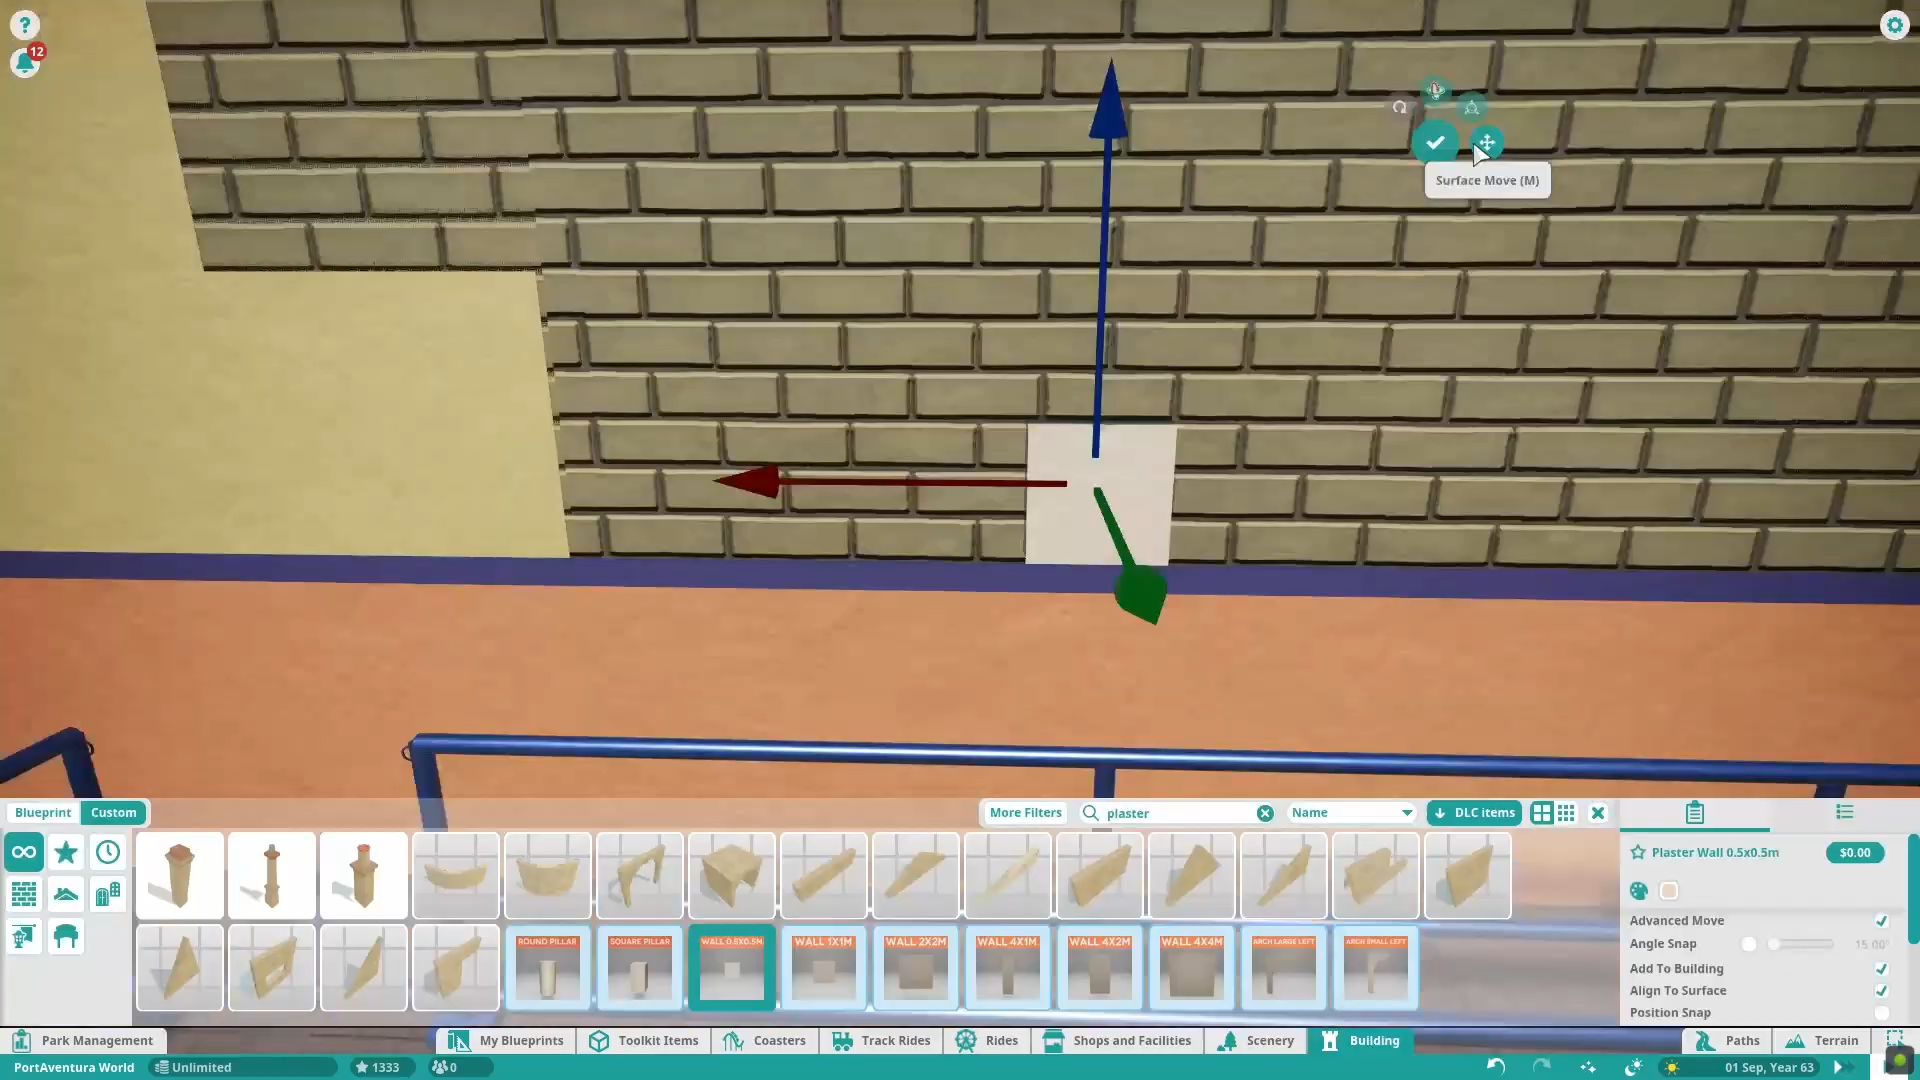 ?
12
Surface Move (M)
Blueprint
Custom
More Filters
plaster
Name
DLC items
Plaster Wall 0.5x0.5m
$0.00
Advanced Move
Angle Snap
15.00°
Add To Building
Align To Surface
Position Snap
ROUND PILLAR
SQUARE PILLAR
WALL 0.5X0.5M
WALL 1X1M
WALL 2X2M
WALL 4X1M
WALL 4X2M
WALL 4X4M
ARCH LARGE LEFT
ARCH SMALL LEFT
Park Management
My Blueprints
Toolkit Items
Coasters
Track Rides
Rides
Shops and Facilities
Scenery
Building
Paths
Terrain
PortAventura World
Unlimited
1333
0
01 Sep, Year 63